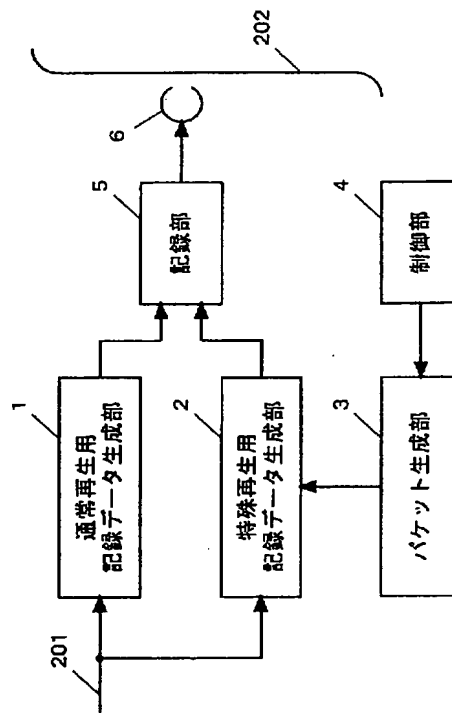 201
1
通常再生用
記録データ生成部
2
特殊再生用
記録データ生成部
3
パケット生成部
4
制御部
5
記録部
6
202